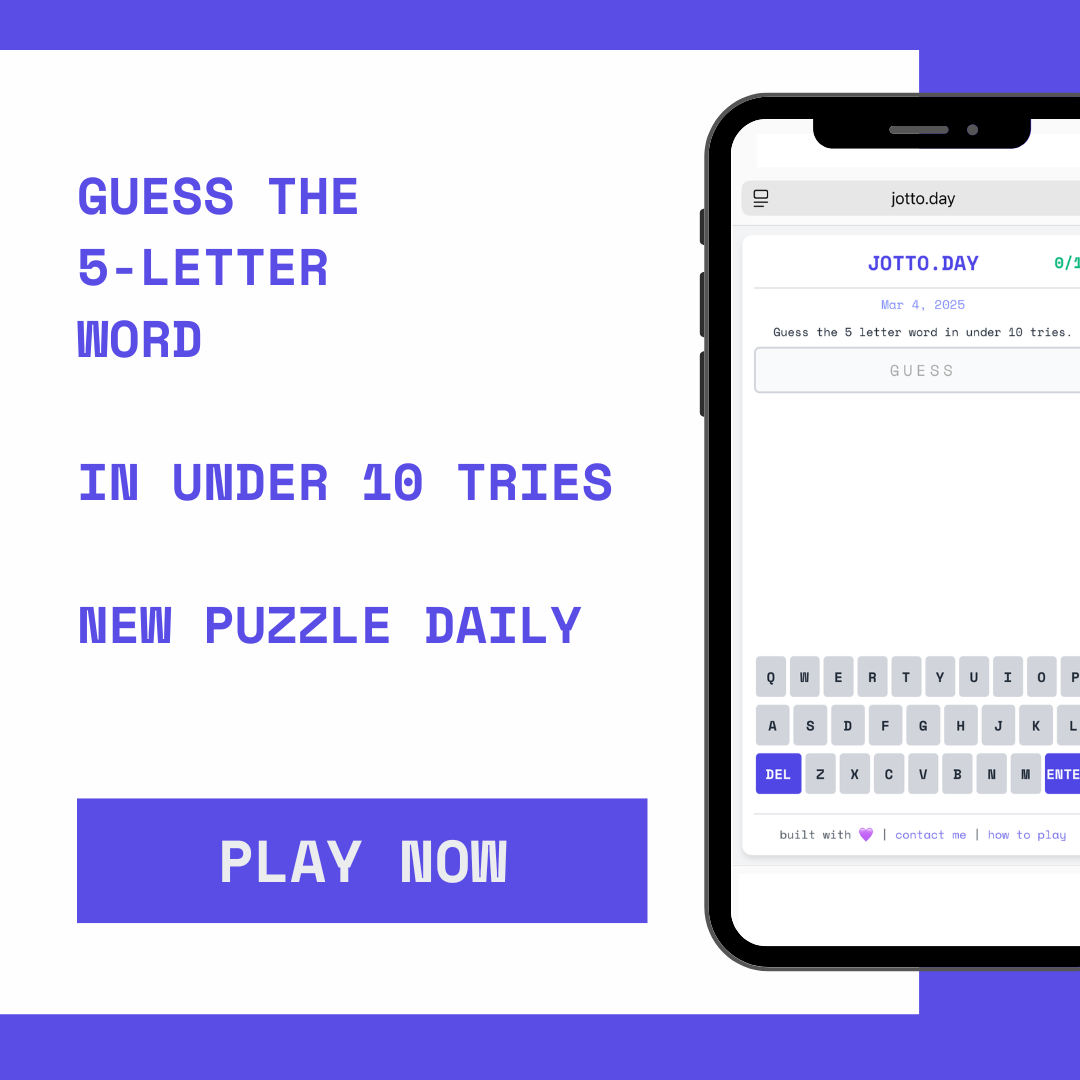 GUESS THE
5-LETTER
WORD
IN UNDER 10 TRIES
NEW PUZZLE DAILY
PLAY NOW
jotto.day
JOTTO.DAY 0/1
Mar 4, 2025
Guess the 5 letter word in under 10 tries.
GUESS
Q W E R T Y U I O P
A S D F G H J K L
DEL Z X C V B N M ENTE
built with 💜 | contact me | how to play